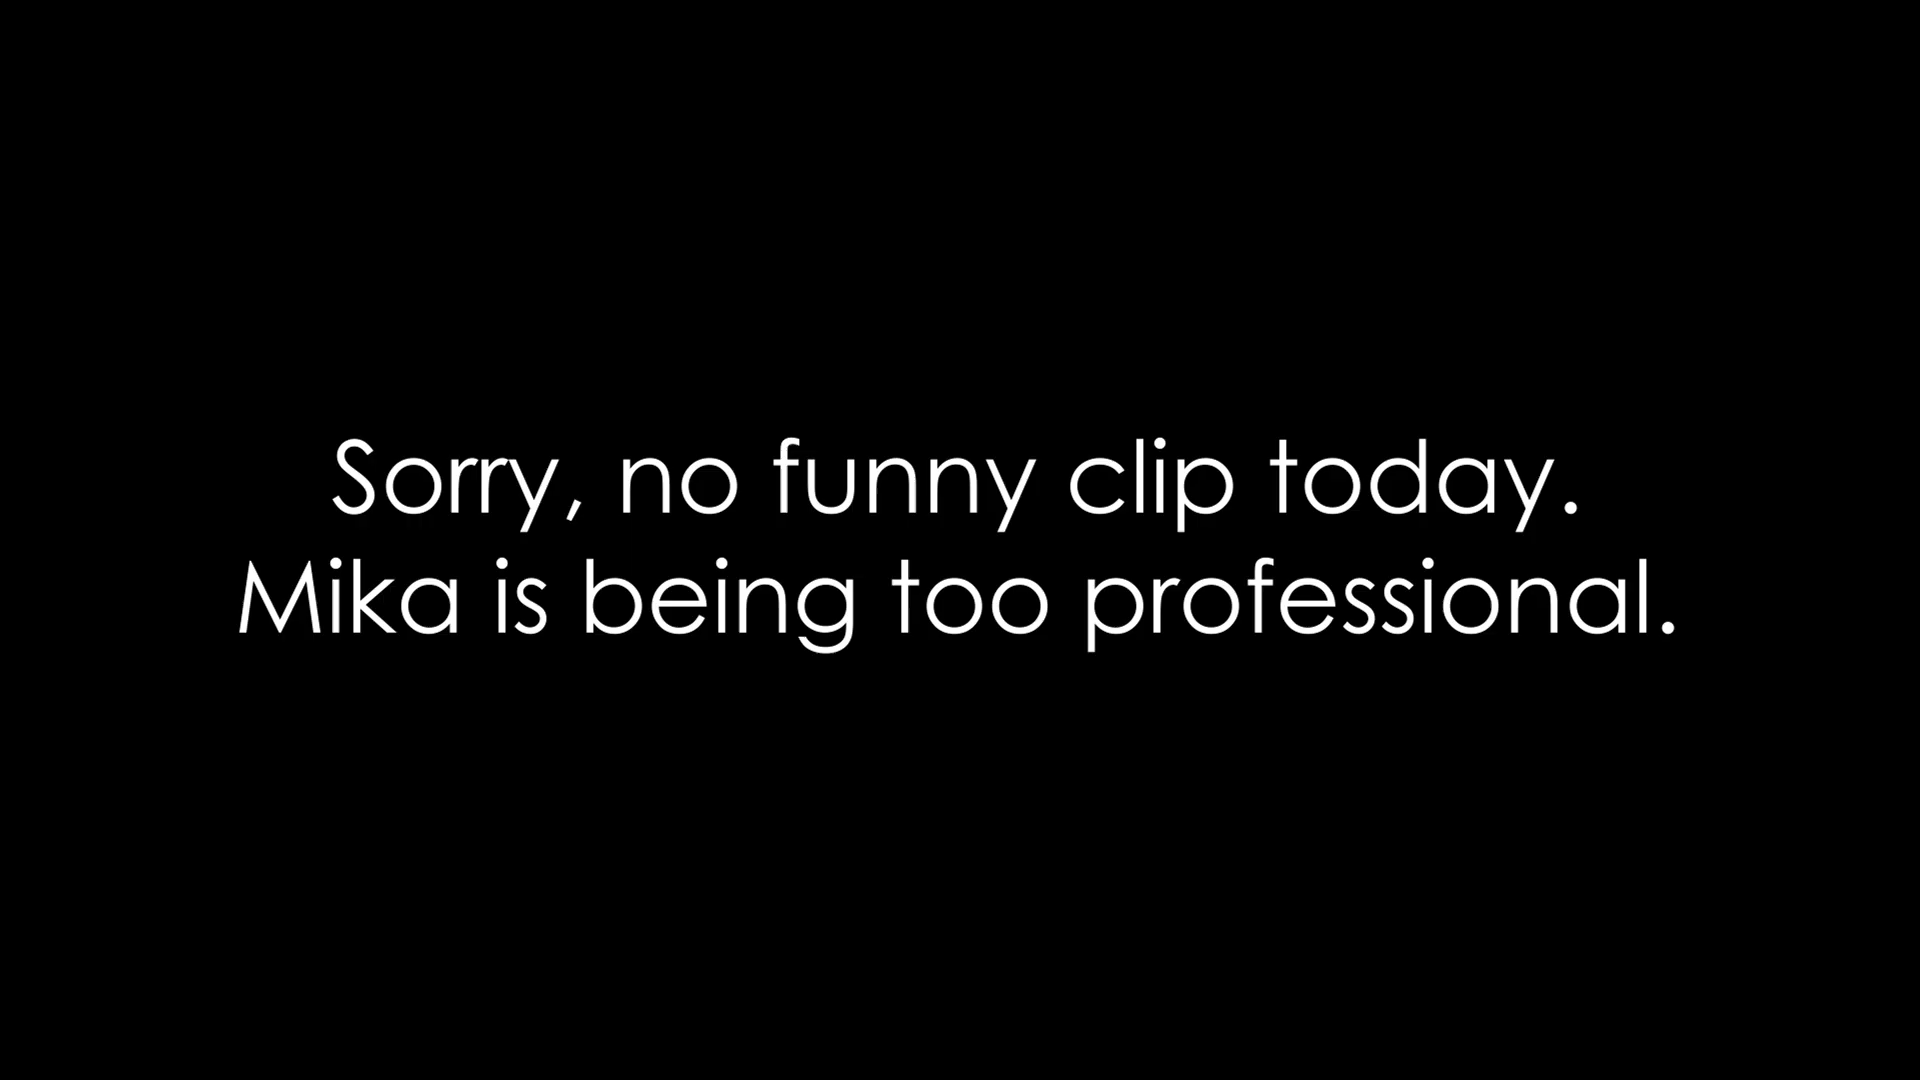 Sorry, no funny clip today.
Mika is being too professional.